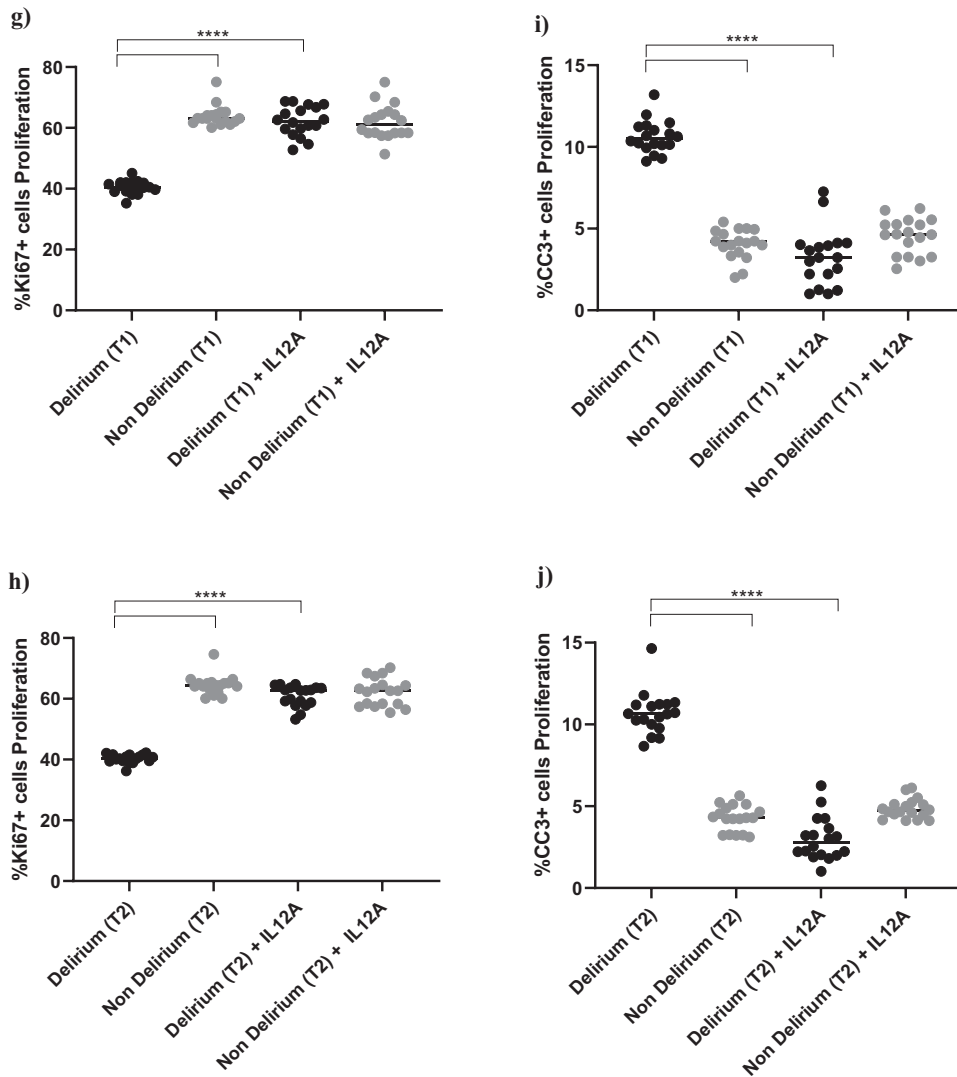 g)
****
%Ki67+ cells Proliferation
80
60
40
20
0
Delirium (T1)
Non Delirium (T1)
Delirium (T1) + IL12A
Non Delirium (T1) + IL12A
i)
****
%CC3+ cells Proliferation
15
10
5
0
Delirium (T1)
Non Delirium (T1)
Delirium (T1) + IL12A
Non Delirium (T1) + IL12A
h)
****
%Ki67+ cells Proliferation
80
60
40
20
0
Delirium (T2)
Non Delirium (T2)
Delirium (T2) + IL12A
Non Delirium (T2) + IL12A
j)
****
%CC3+ cells Proliferation
15
10
5
0
Delirium (T2)
Non Delirium (T2)
Delirium (T2) + IL12A
Non Delirium (T2) + IL12A